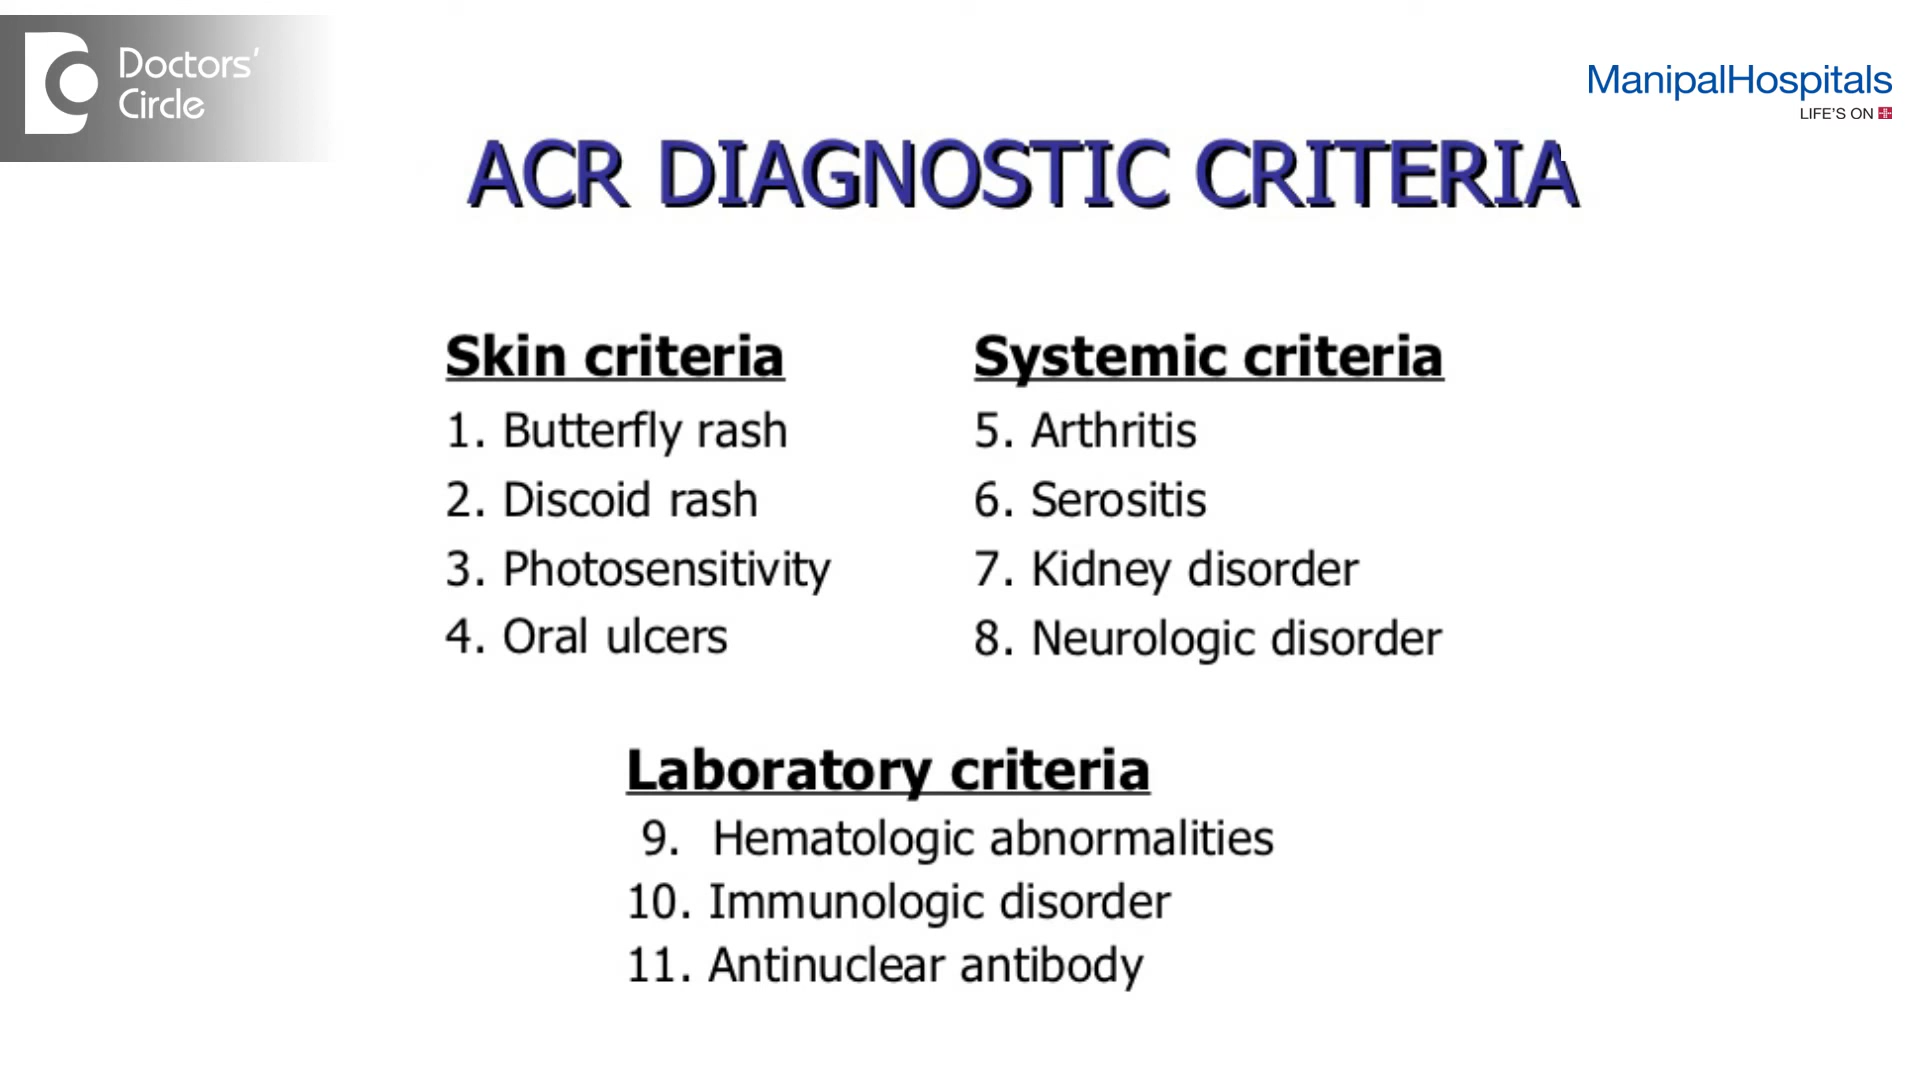 Doctors'
Circle
ManipalHospitals
LIFE'S ON
ACR DIAGNOSTIC CRITERIA
Skin criteria
1. Butterfly rash
2. Discoid rash
3. Photosensitivity
4. Oral ulcers
Systemic criteria
5. Arthritis
6. Serositis
7. Kidney disorder
8. Neurologic disorder
Laboratory criteria
9. Hematologic abnormalities
10. Immunologic disorder
11. Antinuclear antibody